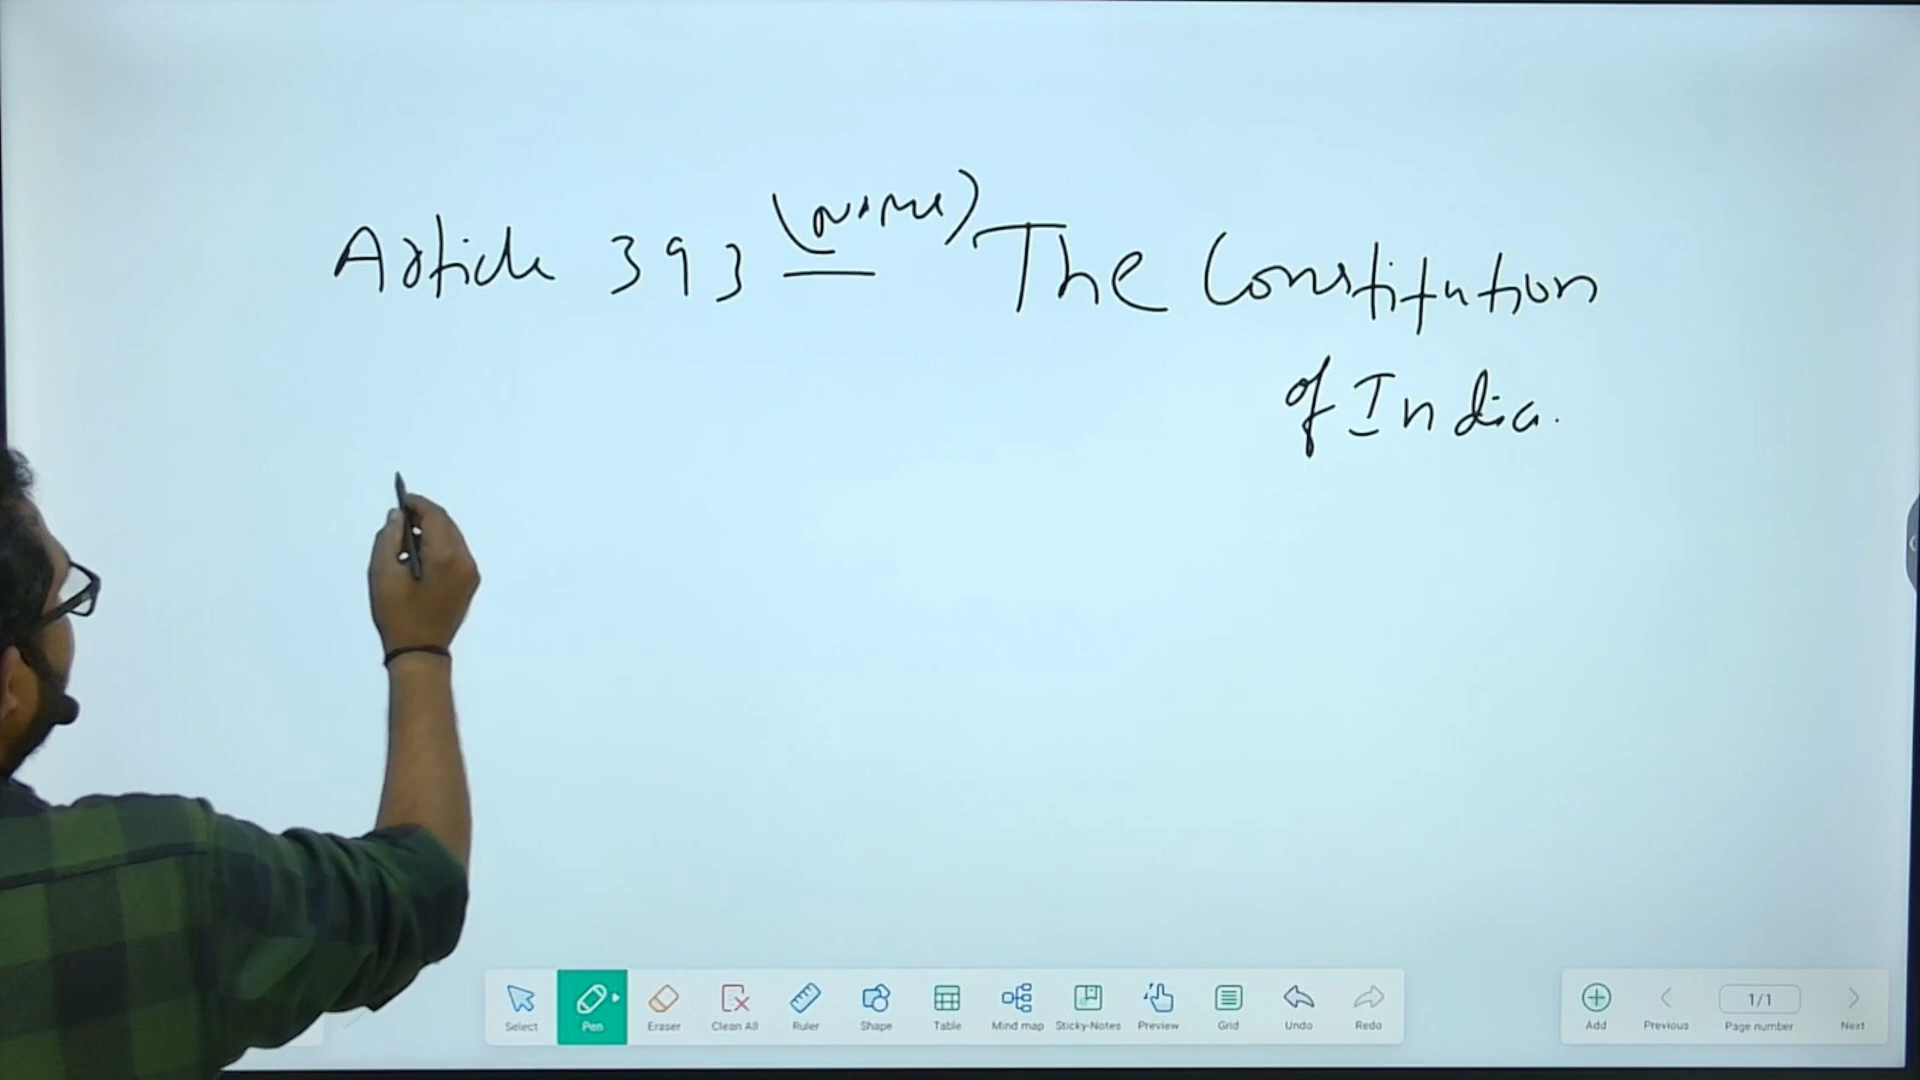 Article 393 (Name) — The Constitution
of India.
Select
Pen
Eraser
Clean All
Ruler
Shape
Table
Mind map
Sticky-Notes
Preview
Grid
Undo
Redo
Add
Previous
1/1
Page number
Next